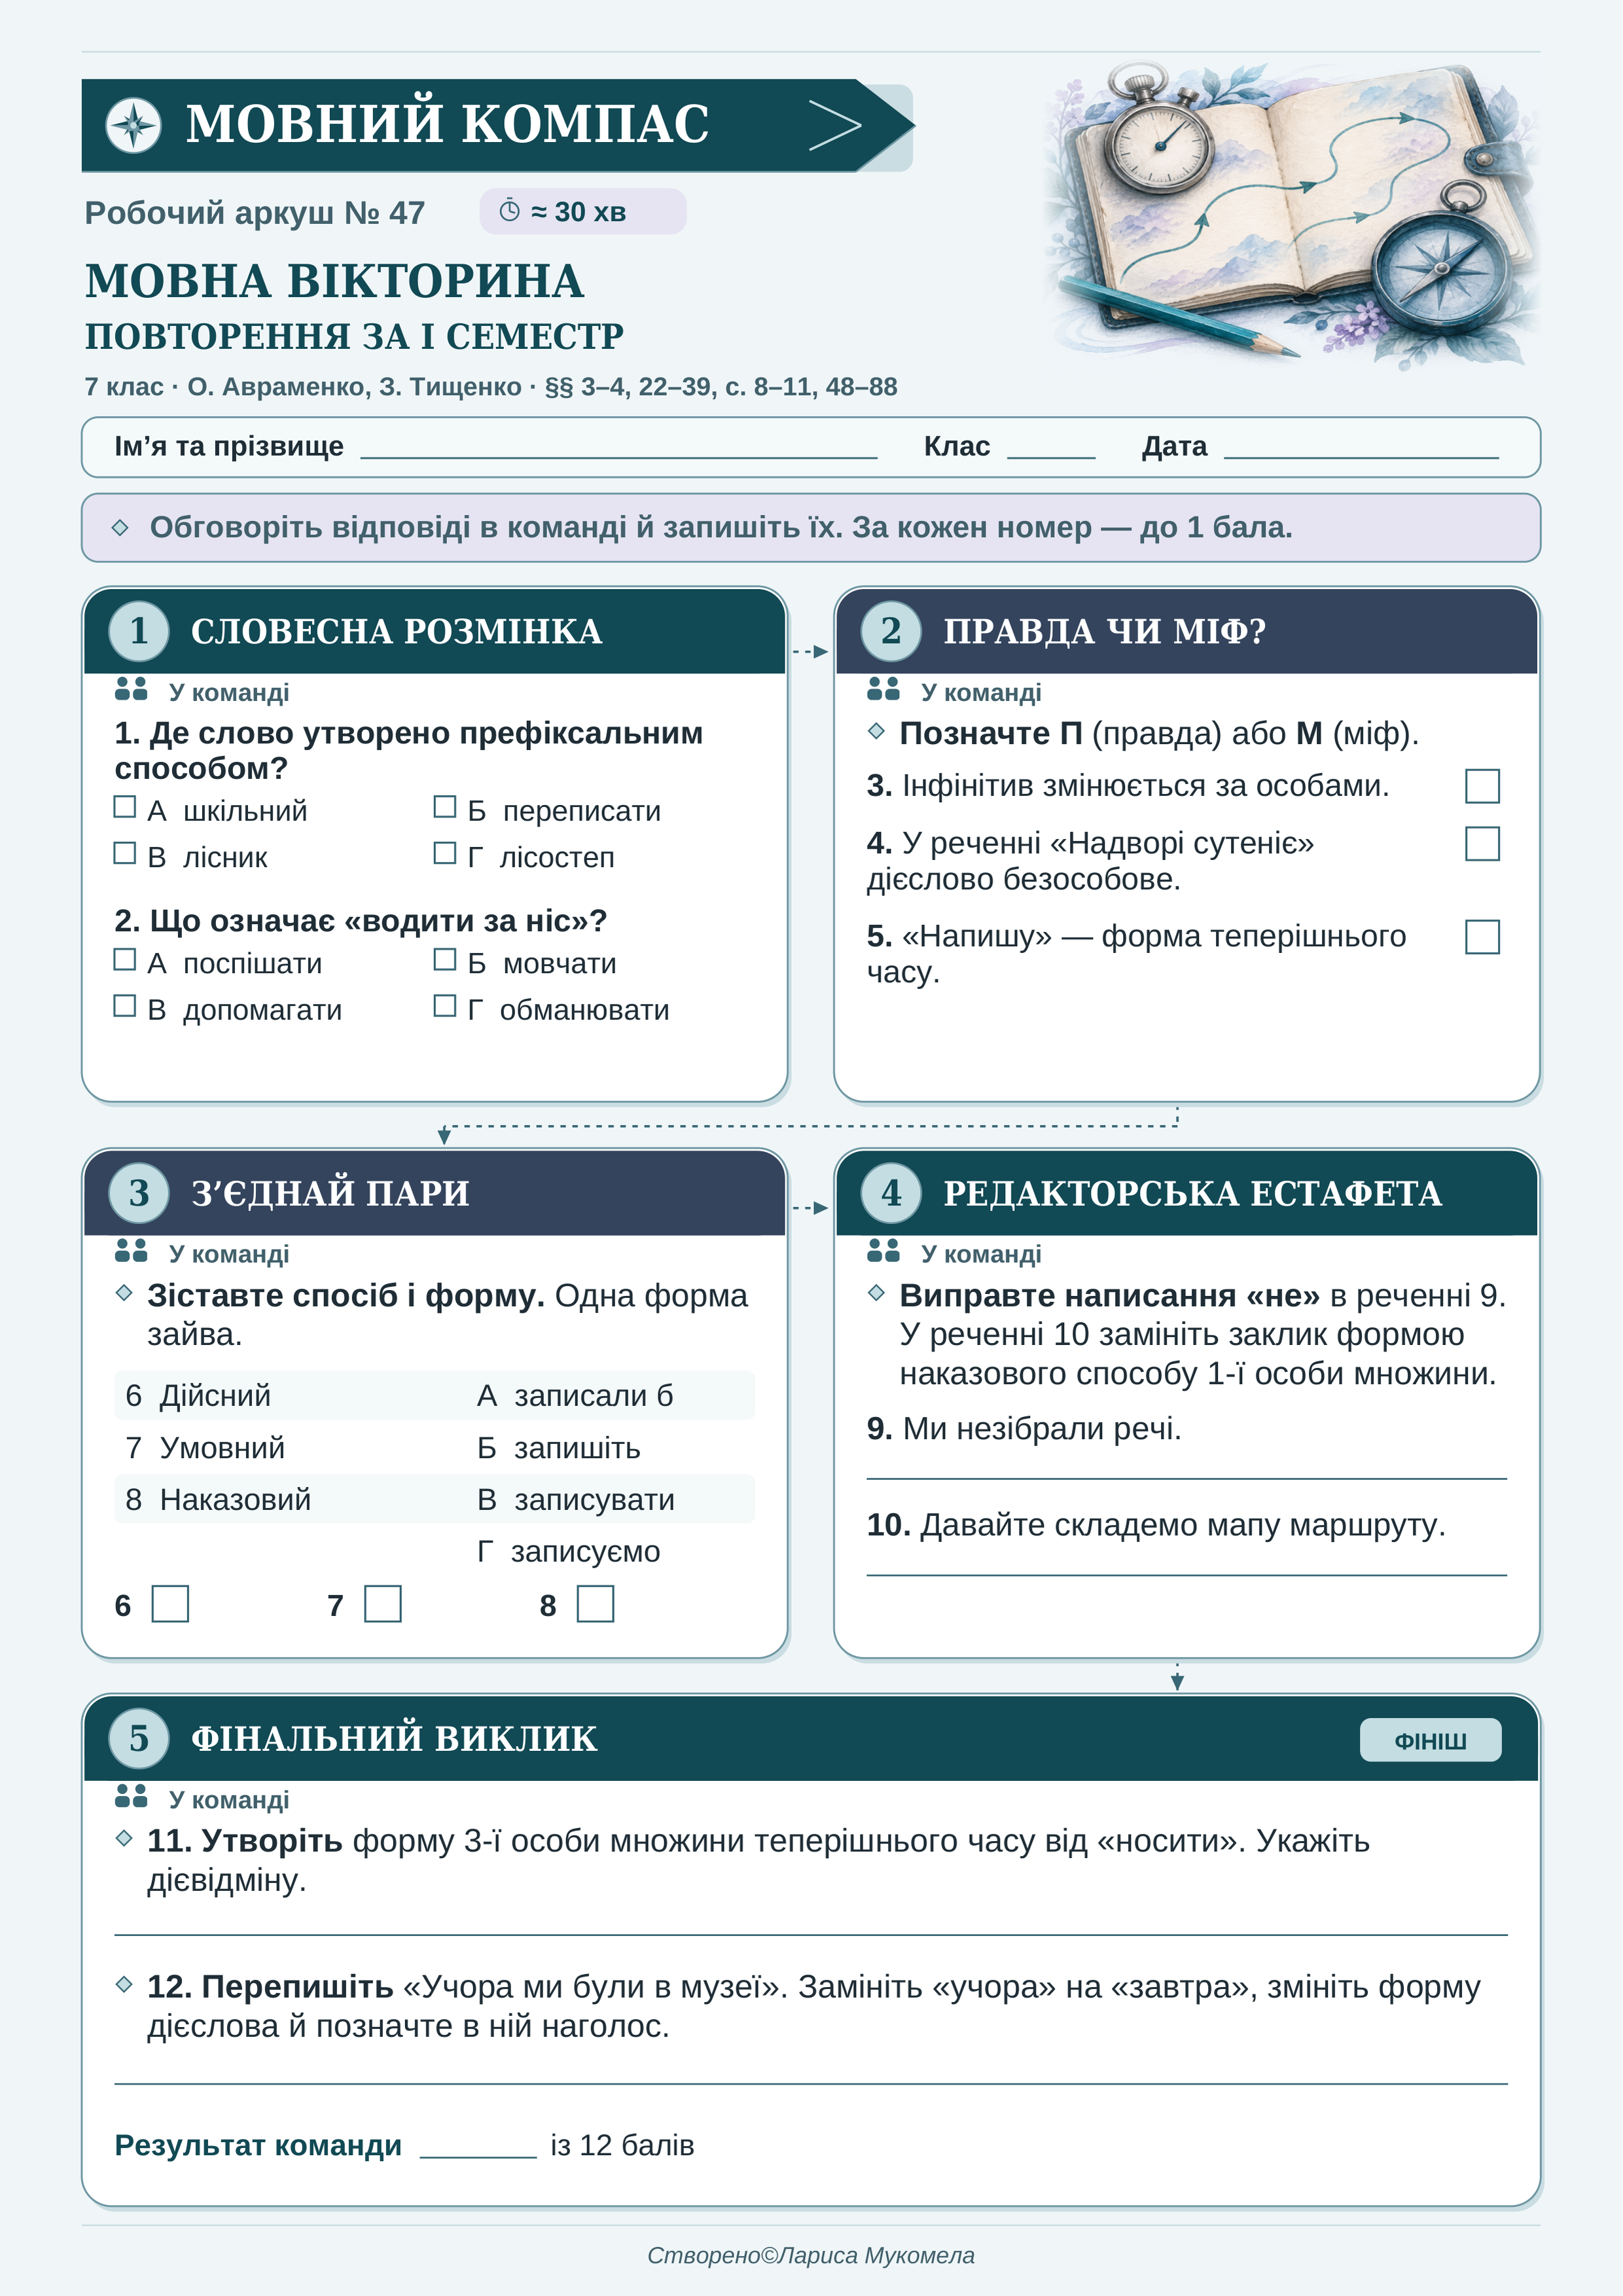 МОВНИЙ КОМПАС
Робочий аркуш № 47
≈ 30 хв
МОВНА ВІКТОРИНА
ПОВТОРЕННЯ ЗА І СЕМЕСТР
7 клас · О. Авраменко, З. Тищенко · §§ 3–4, 22–39, с. 8–11, 48–88
Ім’я та прізвище ____ Клас ____ Дата ____
Обговоріть відповіді в команді й запишіть їх. За кожен номер — до 1 бала.
1 СЛОВЕСНА РОЗМІНКА
У команді
1. Де слово утворено префіксальним
способом?
А шкільний
Б переписати
В лісник
Г лісостеп
2. Що означає «водити за ніс»?
А поспішати
Б мовчати
В допомагати
Г обманювати
2 ПРАВДА ЧИ МІФ?
У команді
Позначте П (правда) або М (міф).
3. Інфінітив змінюється за особами.
4. У реченні «Надворі сутеніє»
дієслово безособове.
5. «Напишу» — форма теперішнього
часу.
3 З’ЄДНАЙ ПАРИ
У команді
Зіставте спосіб і форму. Одна форма
зайва.
6 Дійсний А записали б
7 Умовний Б запишіть
8 Наказовий В записувати
Г записуємо
6 7 8
4 РЕДАКТОРСЬКА ЕСТАФЕТА
У команді
Виправте написання «не» в реченні 9.
У реченні 10 замініть заклик формою
наказового способу 1-ї особи множини.
9. Ми незібрали речі.
10. Давайте складемо мапу маршруту.
5 ФІНАЛЬНИЙ ВИКЛИК
ФІНІШ
У команді
11. Утворіть форму 3-ї особи множини теперішнього часу від «носити». Укажіть
дієвідміну.
12. Перепишіть «Учора ми були в музеї». Замініть «учора» на «завтра», змініть форму
дієслова й позначте в ній наголос.
Результат команди ____ із 12 балів
Створено©Лариса Мукомела